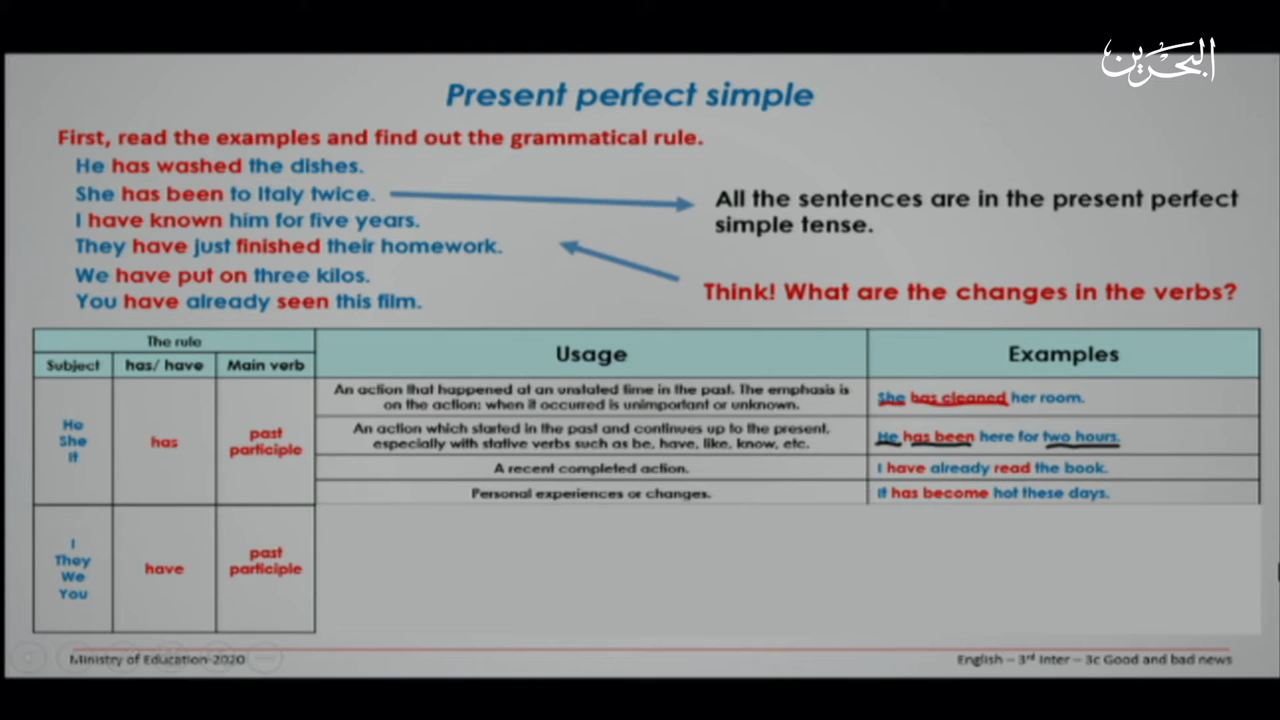 البحرين
Present perfect simple
First, read the examples and find out the grammatical rule.
He has washed the dishes.
She has been to Italy twice.
I have known him for five years.
They have just finished their homework.
We have put on three kilos.
You have already seen this film.
All the sentences are in the present perfect
simple tense.
Think! What are the changes in the verbs?
The rule
Subject has/ have Main verb
Usage
Examples
He
She
It
has
past
participle
An action that happened at an unstated time in the past. The emphasis is
on the action; when it occurred is unimportant or unknown.
She has cleaned her room.
An action which started in the past and continues up to the present,
especially with stative verbs such as be, have, like, know, etc.
He has been here for two hours.
A recent completed action.
I have already read the book.
Personal experiences or changes.
It has become hot these days.
I
They
We
You
have
past
participle
Ministry of Education-2020
English – 3rd Inter – 3c Good and bad news